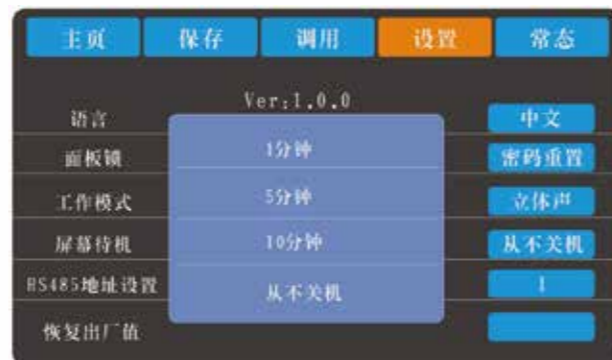 主页 保存 调用 设置 常态
Ver:1.0.0
语言 中文
1分钟
面板锁 密码重置
5分钟
工作模式 立体声
屏幕待机 10分钟 从不关机
RS485地址设置 从不关机 1
恢复出厂值